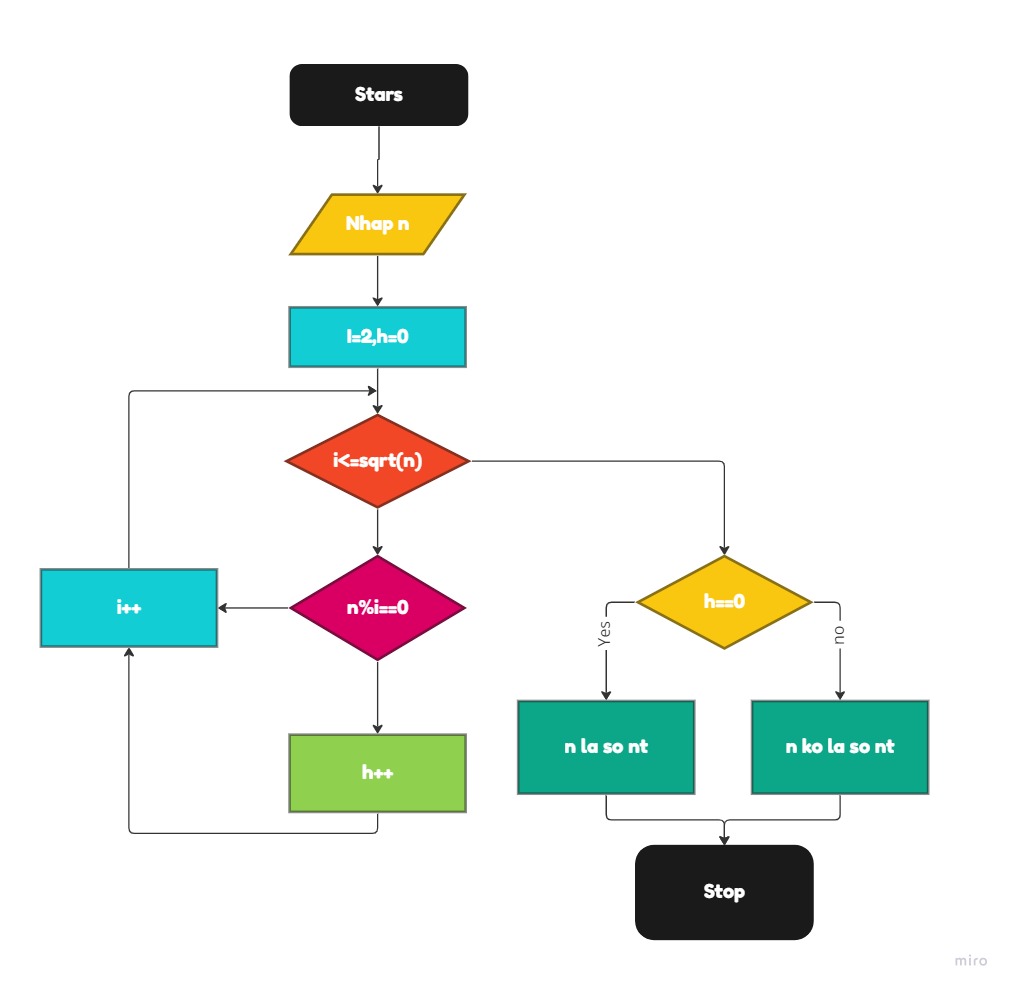 Stars
Nhap n
I=2,h=0
i<=sqrt(n)
i++
n%i==0
h==0
Yes
no
h++
n la so nt
n ko la so nt
Stop
miro